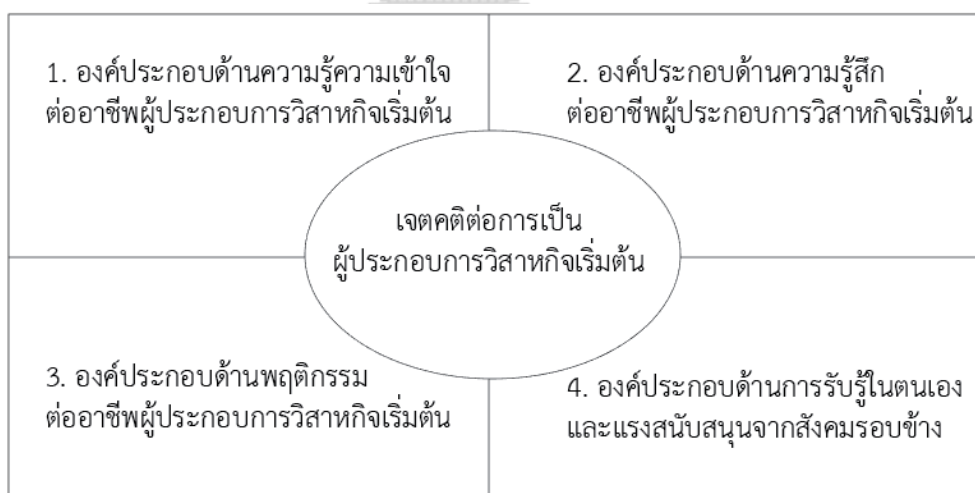 1. องค์ประกอบด้านความรู้ความเข้าใจ
ต่ออาชีพผู้ประกอบการวิสาหกิจเริ่มต้น
2. องค์ประกอบด้านความรู้สึก
ต่ออาชีพผู้ประกอบการวิสาหกิจเริ่มต้น
เจตคติต่อการเป็น
ผู้ประกอบการวิสาหกิจเริ่มต้น
3. องค์ประกอบด้านพฤติกรรม
ต่ออาชีพผู้ประกอบการวิสาหกิจเริ่มต้น
4. องค์ประกอบด้านการรับรู้ในตนเอง
และแรงสนับสนุนจากสังคมรอบข้าง